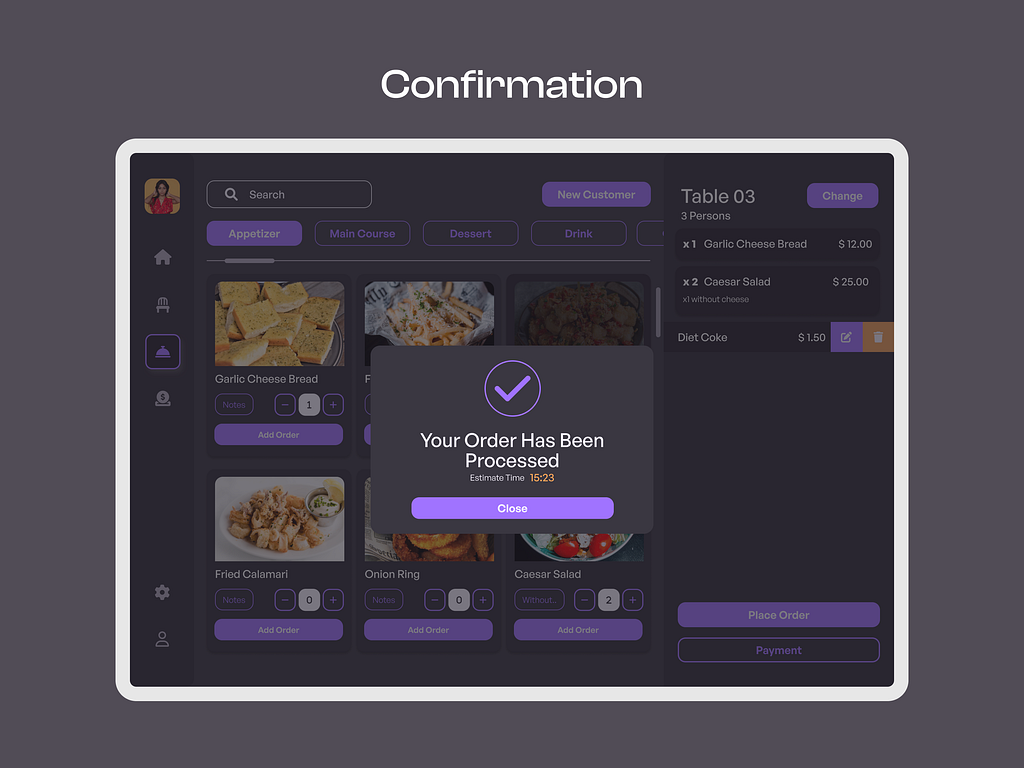 Confirmation
Search
New Customer
Appetizer
Main Course
Dessert
Drink
Table 03
3 Persons
Change
x 1 Garlic Cheese Bread $ 12.00
x 2 Caesar Salad $ 25.00
x1 without cheese
Diet Coke $ 1.50
Garlic Cheese Bread
Notes
1
Add Order
Your Order Has Been
Processed
Estimate Time 15:23
Close
Fried Calamari
Notes
0
Add Order
Onion Ring
Notes
0
Add Order
Caesar Salad
Without..
2
Add Order
Place Order
Payment